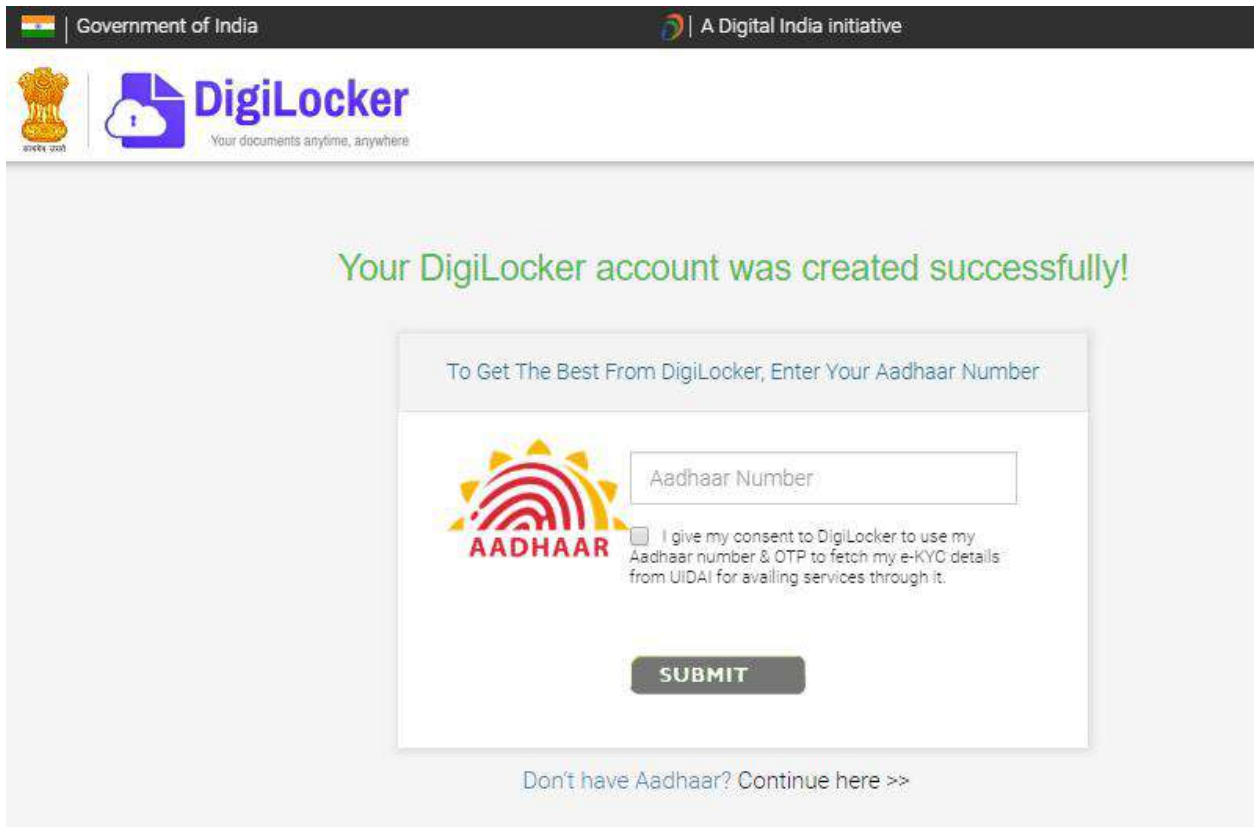 Government of India
A Digital India initiative
DigiLocker
Your documents anytime, anywhere
सत्यमेव जयते
Your DigiLocker account was created successfully!
To Get The Best From DigiLocker, Enter Your Aadhaar Number
Aadhaar Number
AADHAAR
I give my consent to DigiLocker to use my
Aadhaar number & OTP to fetch my e-KYC details
from UIDAI for availing services through it.
SUBMIT
Don't have Aadhaar? Continue here >>